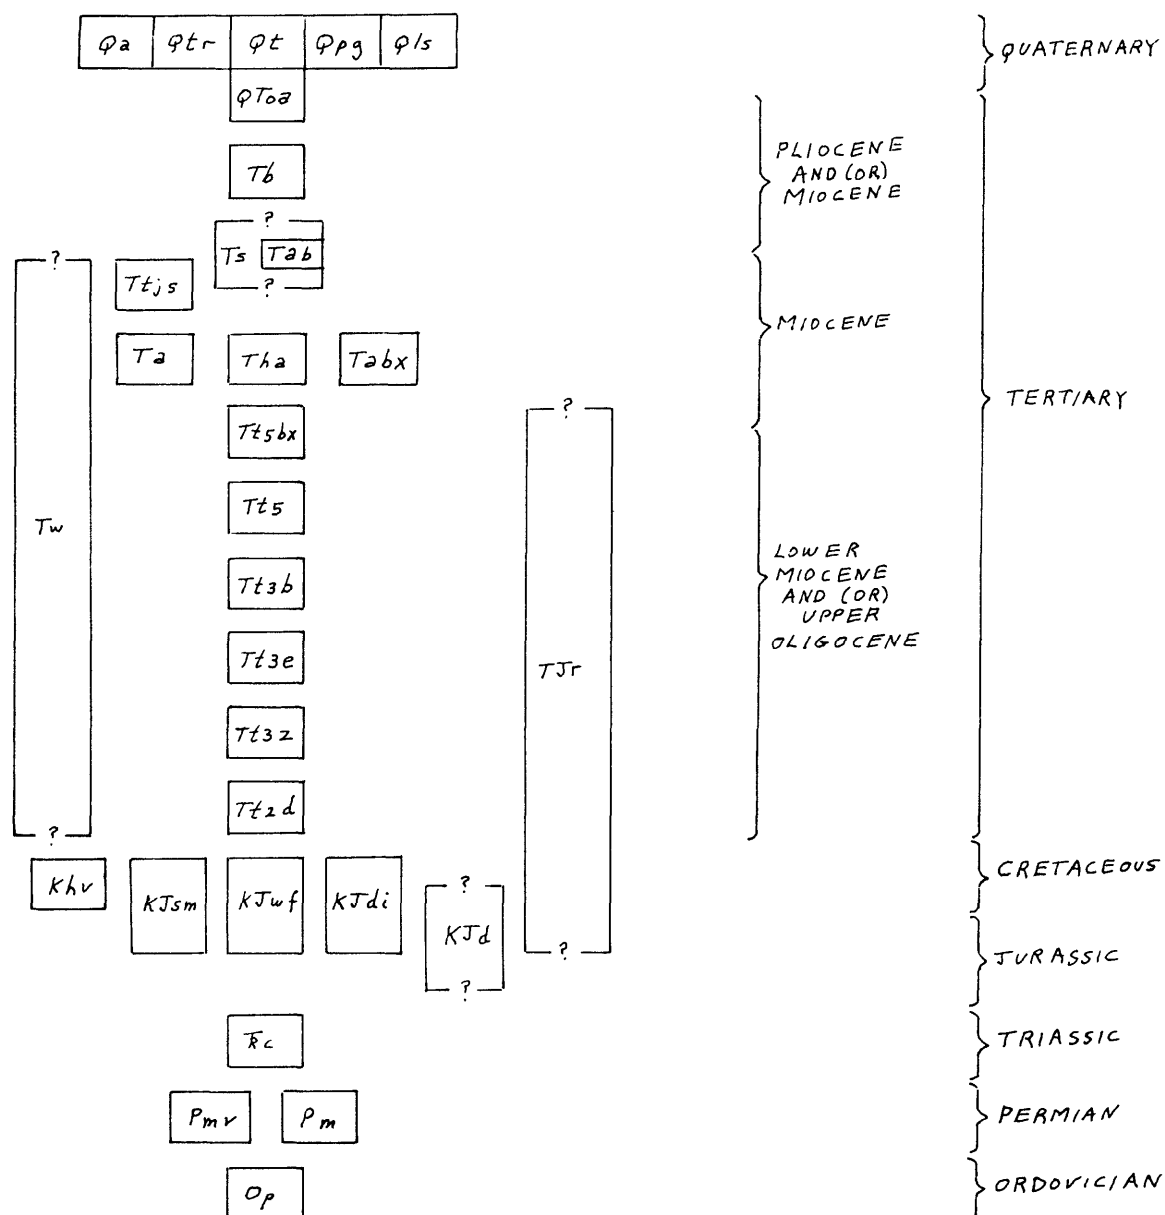 Qa Qtr Qt Qpg Qls
QUATERNARY
QToa
Tb
PLIOCENE
AND (OR)
MIOCENE
?
Ts Tab
?
?
Ttjs
MIOCENE
Ta Tha Tabx
TERTIARY
?
Tt5bx
Tt5
Tw
LOWER
MIOCENE
AND (OR)
UPPER
OLIGOCENE
Tt3b
Tt3e
TJr
Tt3z
Tt2d
?
CRETACEOUS
Khv
KJsm KJwf KJdi
?
KJd
?
?
JURASSIC
TRIASSIC
Ꞧc
Pmv Pm
PERMIAN
Op
ORDOVICIAN